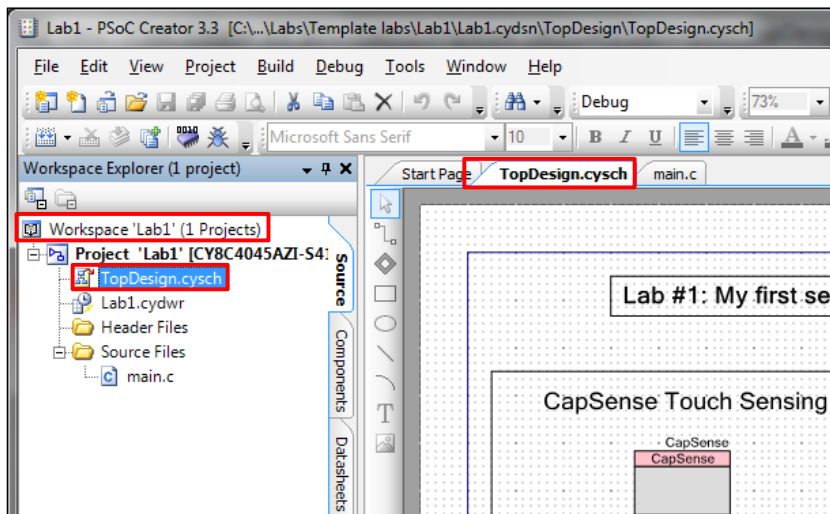 Lab1 - PSoC Creator 3.3 [C:\...\Labs\Template labs\Lab1\Lab1.cydsn\TopDesign\TopDesign.cysch]
File Edit View Project Build Debug Tools Window Help
Debug 73%
Microsoft Sans Serif 10 B I U A
Workspace Explorer (1 project)
Start Page TopDesign.cysch main.c
Workspace 'Lab1' (1 Projects)
Project 'Lab1' [CY8C4045AZI-S41
TopDesign.cysch
Lab1.cydwr
Header Files
Source Files
main.c
Source
Components
Datasheets
T
Lab #1: My first se
CapSense Touch Sensing
CapSense
CapSense